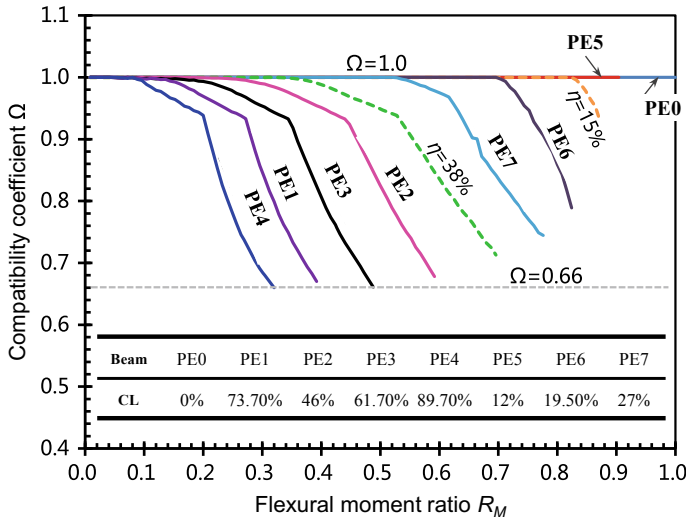 1.1
1.0
0.9
0.8
0.7
0.6
0.5
0.4
Compatibility coefficient Ω
Ω=1.0
PE5
PE0
η=15%
PE6
PE7
η=38%
PE2
PE3
PE1
PE4
Ω=0.66
Beam PE0 PE1 PE2 PE3 PE4 PE5 PE6 PE7
CL 0% 73.70% 46% 61.70% 89.70% 12% 19.50% 27%
0.0 0.1 0.2 0.3 0.4 0.5 0.6 0.7 0.8 0.9 1.0
Flexural moment ratio R_M